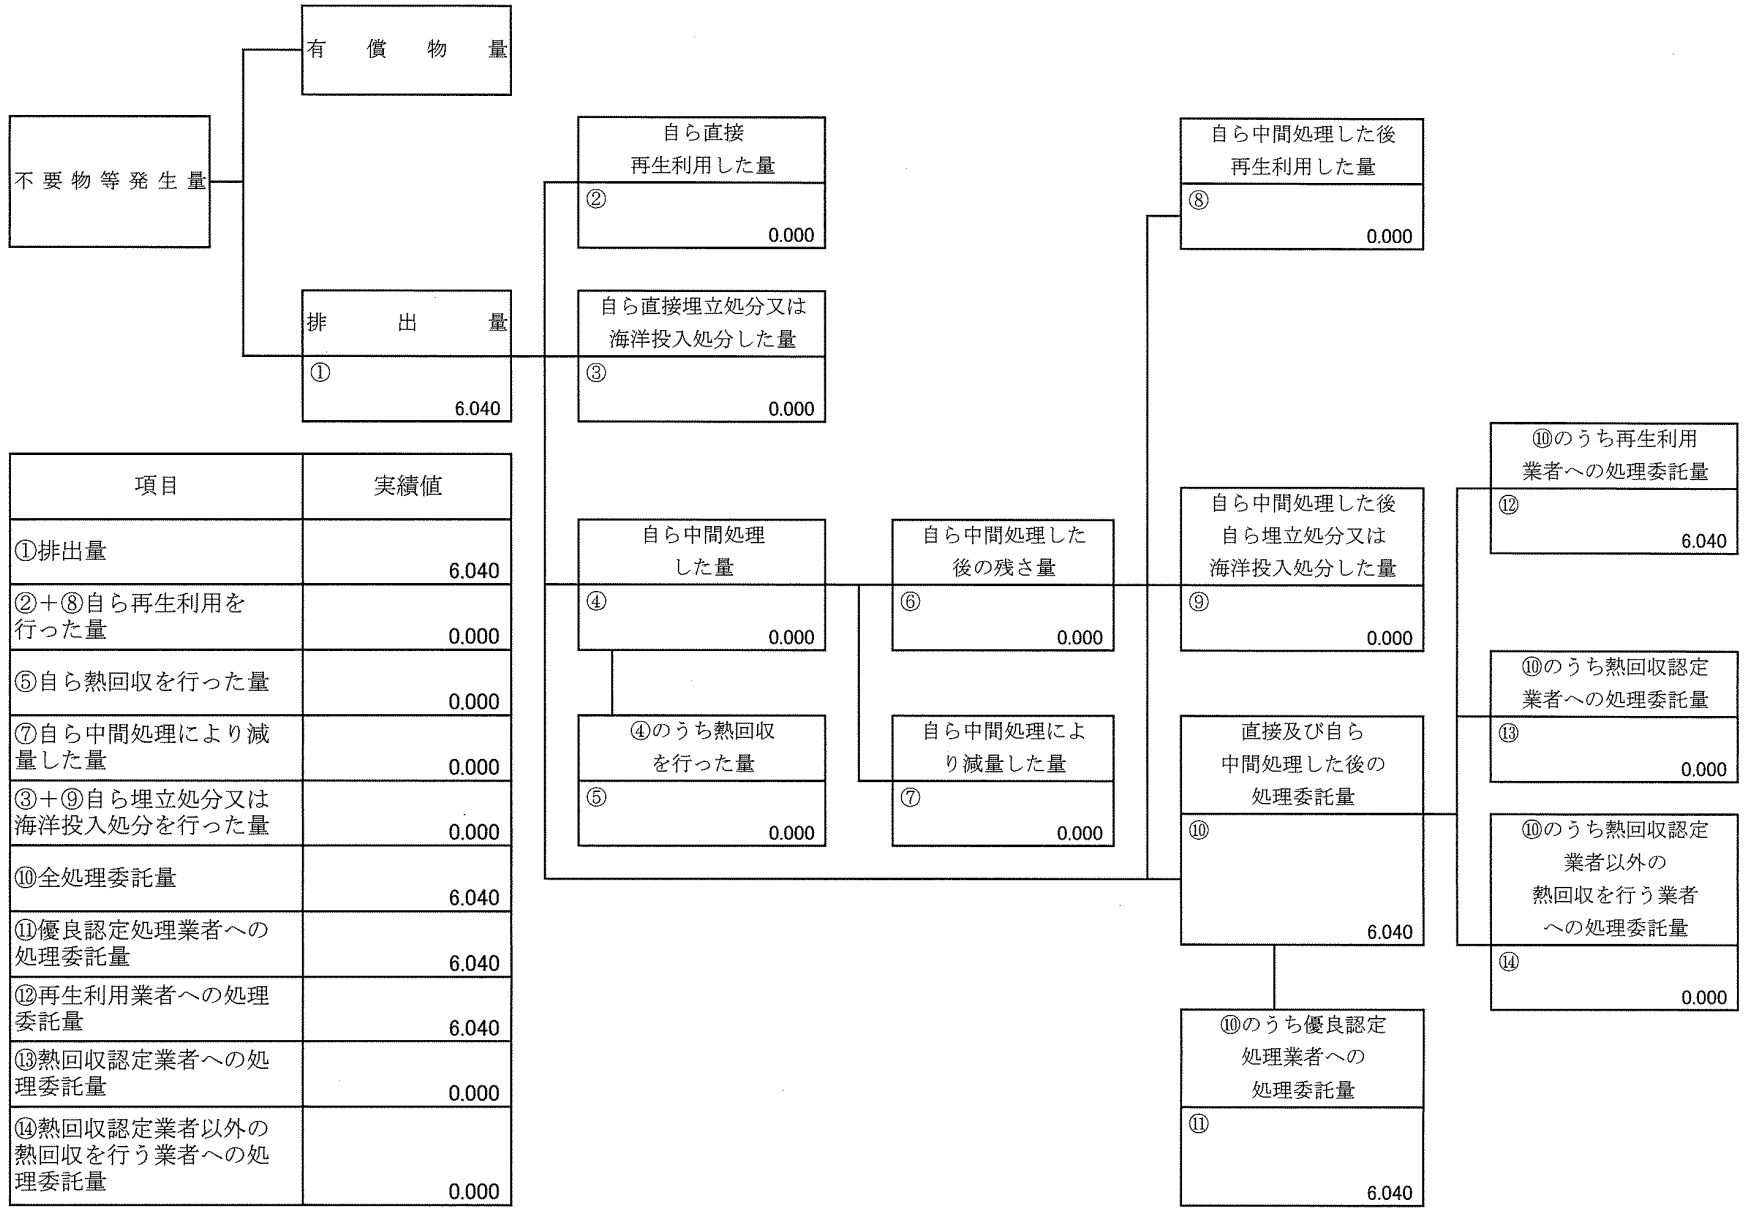 有償物量
不要物等発生量
排出量
①
6.040
自ら直接
再生利用した量
②
0.000
自ら直接埋立処分又は
海洋投入処分した量
③
0.000
自ら中間処理した後
再生利用した量
⑧
0.000
項目 実績値
①排出量
6.040
②＋⑧自ら再生利用を
行った量
0.000
⑤自ら熱回収を行った量
0.000
⑦自ら中間処理により減
量した量
0.000
③＋⑨自ら埋立処分又は
海洋投入処分を行った量
0.000
⑩全処理委託量
6.040
⑪優良認定処理業者への
処理委託量
6.040
⑫再生利用業者への処理
委託量
6.040
⑬熱回収認定業者への処
理委託量
0.000
⑭熱回収認定業者以外の
熱回収を行う業者への処
理委託量
0.000
自ら中間処理
した量
④
0.000
④のうち熱回収
を行った量
⑤
0.000
自ら中間処理した
後の残さ量
⑥
0.000
自ら中間処理によ
り減量した量
⑦
0.000
自ら中間処理した後
自ら埋立処分又は
海洋投入処分した量
⑨
0.000
直接及び自ら
中間処理した後の
処理委託量
⑩
6.040
⑩のうち優良認定
処理業者への
処理委託量
⑪
6.040
⑩のうち再生利用
業者への処理委託量
⑫
6.040
⑩のうち熱回収認定
業者への処理委託量
⑬
0.000
⑩のうち熱回収認定
業者以外の
熱回収を行う業者
への処理委託量
⑭
0.000